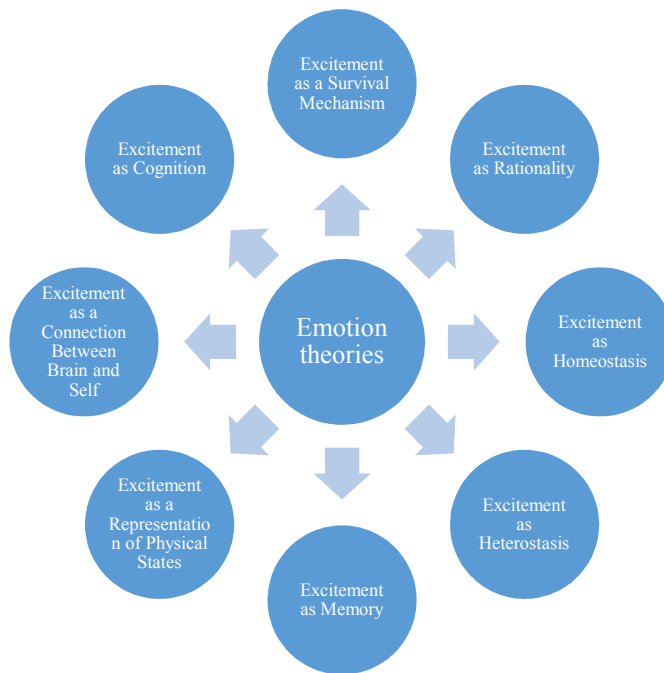 Excitement
as a Survival
Mechanism
Excitement
as Rationality
Excitement
as
Homeostasis
Excitement
as
Heterostasis
Excitement
as Memory
Excitement
as a
Representatio
n of Physical
States
Excitement
as a
Connection
Between
Brain and
Self
Excitement
as Cognition
Emotion
theories